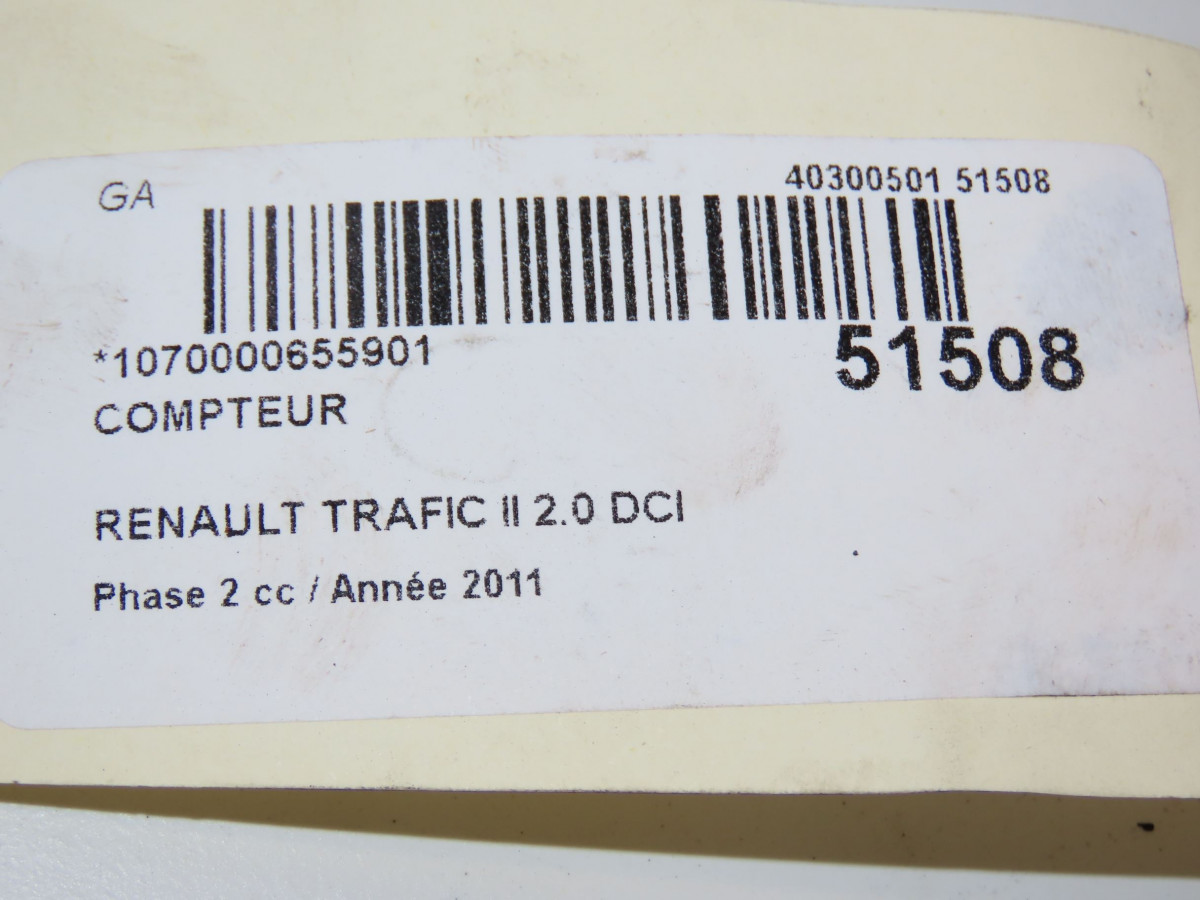 GA 40300501 51508
*1070000655901
51508
COMPTEUR
RENAULT TRAFIC II 2.0 DCI
Phase 2 cc / Année 2011